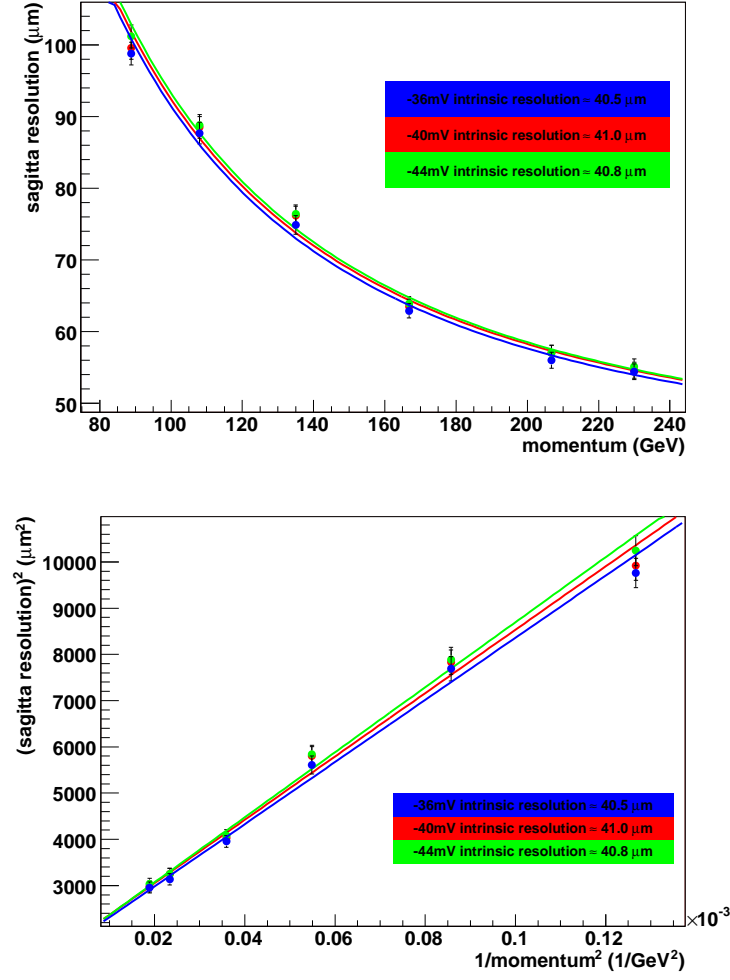 sagitta resolution (μm)
100
90
80
70
60
50
-36mV intrinsic resolution ≈ 40.5 μm
-40mV intrinsic resolution ≈ 41.0 μm
-44mV intrinsic resolution ≈ 40.8 μm
80 100 120 140 160 180 200 220 240
momentum (GeV)
(sagitta resolution)² (μm²)
10000
9000
8000
7000
6000
5000
4000
3000
-36mV intrinsic resolution ≈ 40.5 μm
-40mV intrinsic resolution ≈ 41.0 μm
-44mV intrinsic resolution ≈ 40.8 μm
0.02 0.04 0.06 0.08 0.1 0.12
×10⁻³
1/momentum² (1/GeV²)